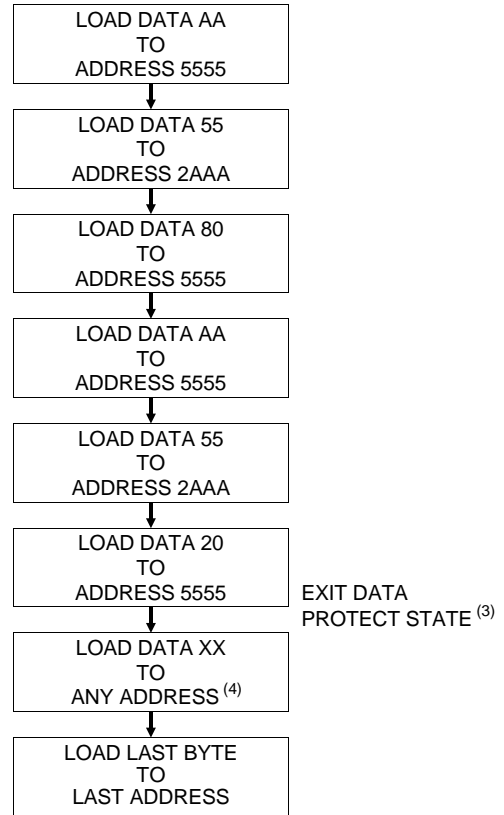 LOAD DATA AA
TO
ADDRESS 5555
LOAD DATA 55
TO
ADDRESS 2AAA
LOAD DATA 80
TO
ADDRESS 5555
LOAD DATA AA
TO
ADDRESS 5555
LOAD DATA 55
TO
ADDRESS 2AAA
LOAD DATA 20
TO
ADDRESS 5555
EXIT DATA
PROTECT STATE (3)
LOAD DATA XX
TO
ANY ADDRESS (4)
LOAD LAST BYTE
TO
LAST ADDRESS